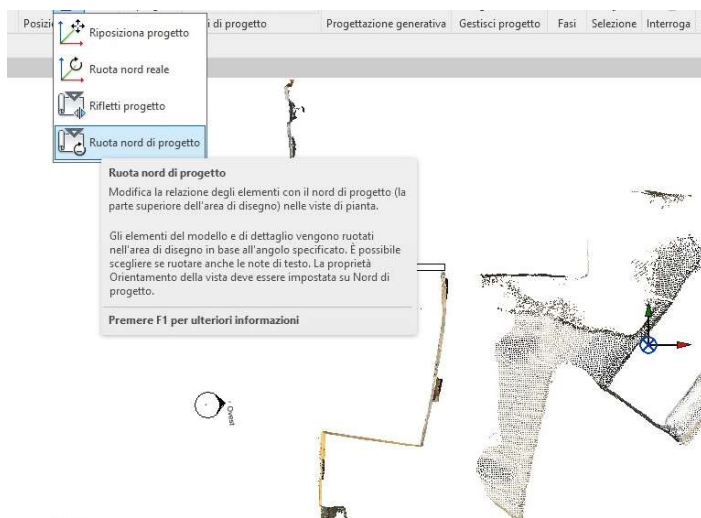 i di progetto
Progettazione generativa
Gestisci progetto
Fasi
Selezione
Interroga
Riposiziona progetto
Ruota nord reale
Rifletti progetto
Ruota nord di progetto
Ruota nord di progetto
Modifica la relazione degli elementi con il nord di progetto (la
parte superiore dell'area di disegno) nelle viste di pianta.
Gli elementi del modello e di dettaglio vengono ruotati
nell'area di disegno in base all'angolo specificato. È possibile
scegliere se ruotare anche le note di testo. La proprietà
Orientamento della vista deve essere impostata su Nord di
progetto.
Premere F1 per ulteriori informazioni
- Ovest